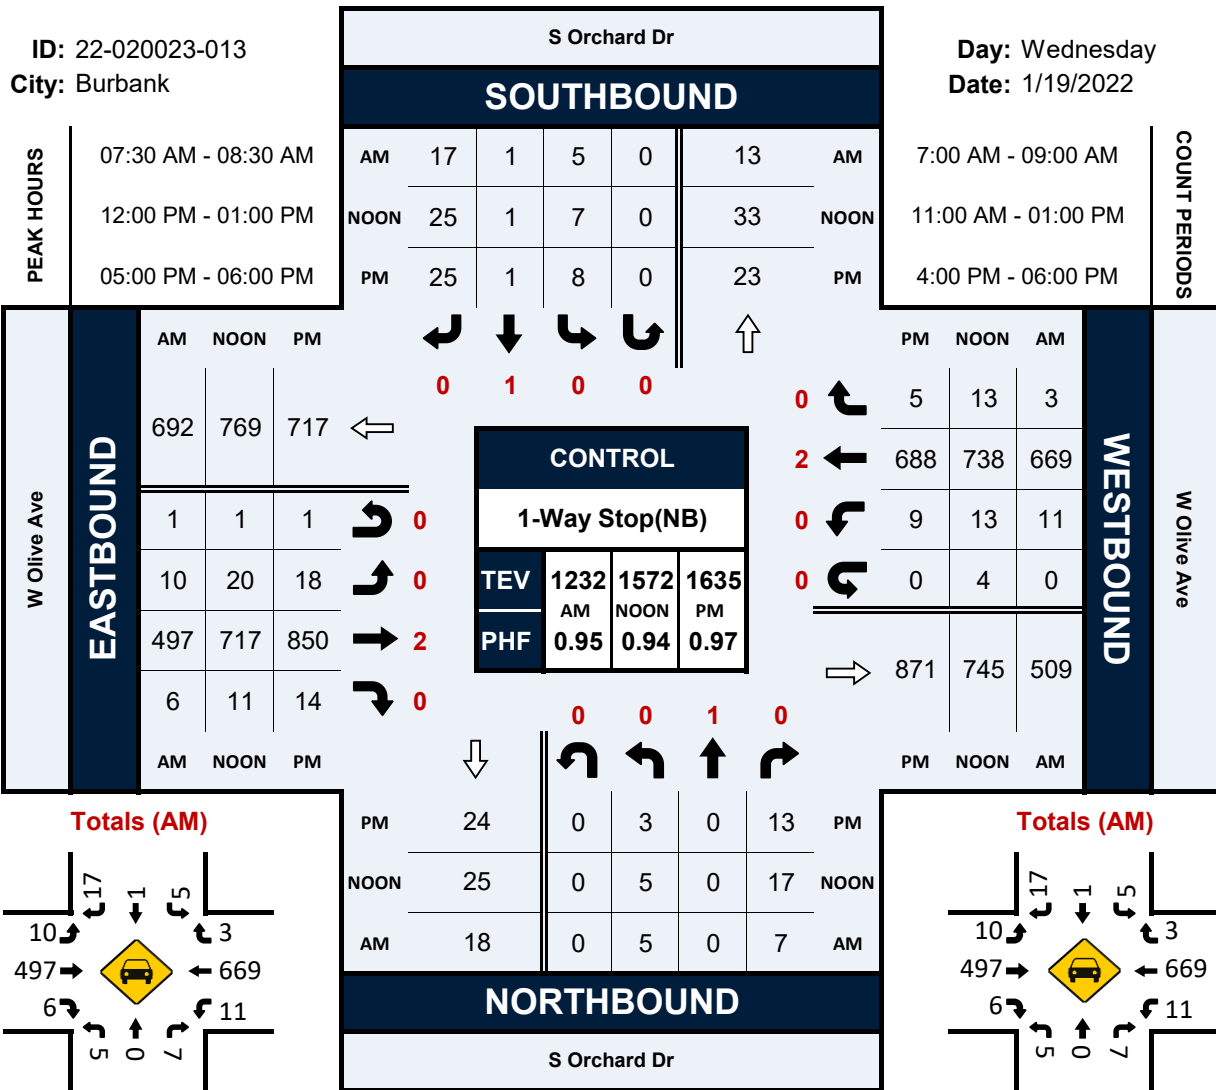 S Orchard Dr
ID: 22-020023-013
City: Burbank
Day: Wednesday
Date: 1/19/2022
SOUTHBOUND
PEAK HOURS
07:30 AM - 08:30 AM
12:00 PM - 01:00 PM
05:00 PM - 06:00 PM
AM 17 1 5 0 13 AM
NOON 25 1 7 0 33 NOON
PM 25 1 8 0 23 PM
7:00 AM - 09:00 AM
11:00 AM - 01:00 PM
4:00 PM - 06:00 PM
COUNT PERIODS
0 1 0 0
W Olive Ave
EASTBOUND
AM NOON PM
692 769 717
1 1 1 0
10 20 18 0
497 717 850 2
6 11 14 0
AM NOON PM
CONTROL
1-Way Stop(NB)
TEV 1232 1572 1635
AM NOON PM
PHF 0.95 0.94 0.97
PM NOON AM
0 5 13 3
2 688 738 669
0 9 13 11
0 0 4 0
871 745 509
PM NOON AM
WESTBOUND
W Olive Ave
0 0 1 0
PM 24 0 3 0 13 PM
NOON 25 0 5 0 17 NOON
AM 18 0 5 0 7 AM
NORTHBOUND
S Orchard Dr
Totals (AM)
17 1 5
10 3
497 669
6 11
5 0 7
Totals (AM)
17 1 5
10 3
497 669
6 11
5 0 7